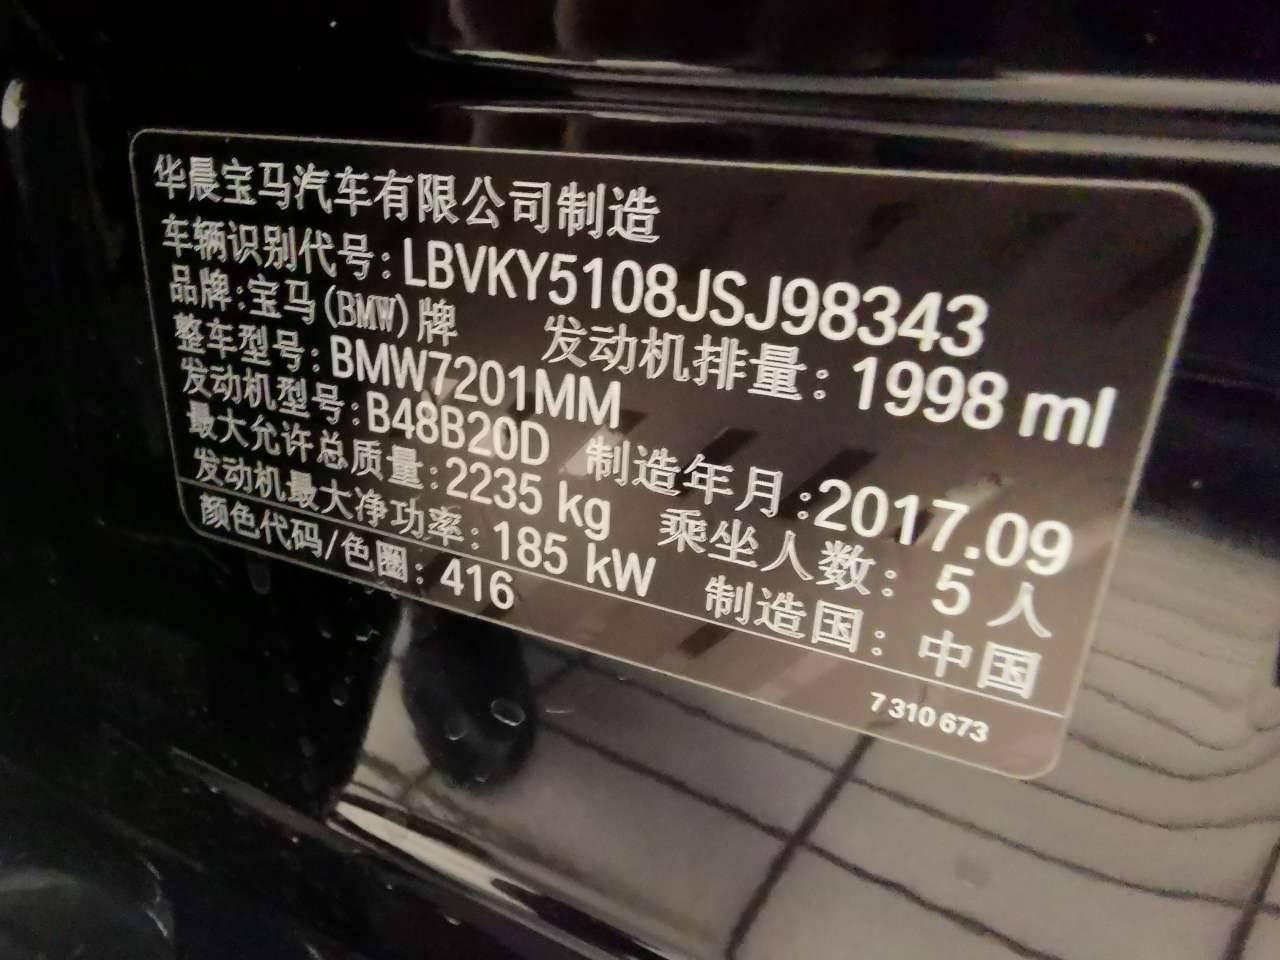 华晨宝马汽车有限公司制造
车辆识别代号:LBVKY5108JSJ98343
品牌:宝马(BMW)牌 发动机排量:1998 ml
整车型号:BMW7201MM
发动机型号:B48B20D 制造年月:2017.09
最大允许总质量:2235 kg 乘坐人数:5人
发动机最大净功率:185 kW 制造国:中国
颜色代码/色圈:416
7 310 673